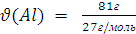 ϑ(Al) = 81г / 27г/моль